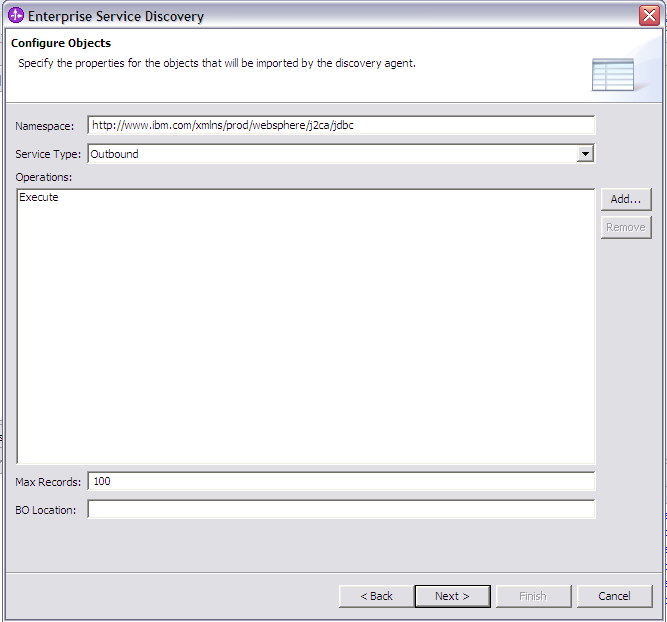 Enterprise Service Discovery
Configure Objects
Specify the properties for the objects that will be imported by the discovery agent.
Namespace: http://www.ibm.com/xmlns/prod/websphere/j2ca/jdbc
Service Type: Outbound
Operations:
Execute
Add...
Remove
Max Records: 100
BO Location:
< Back Next > Finish Cancel